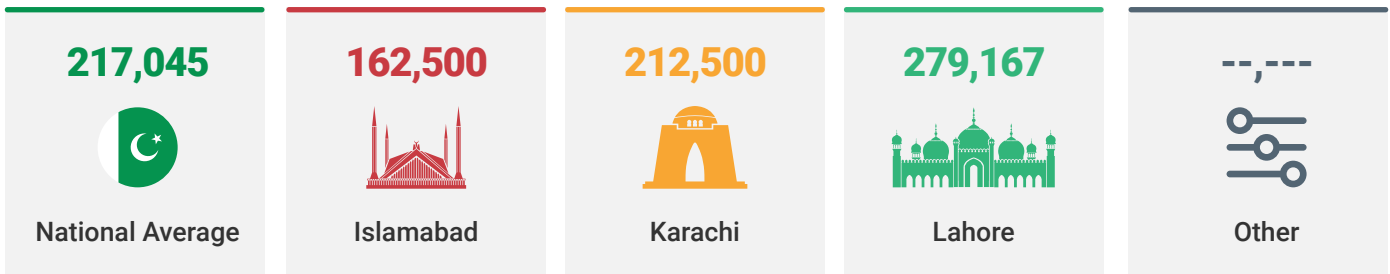 217,045
National Average
162,500
Islamabad
212,500
Karachi
279,167
Lahore
--,---
Other